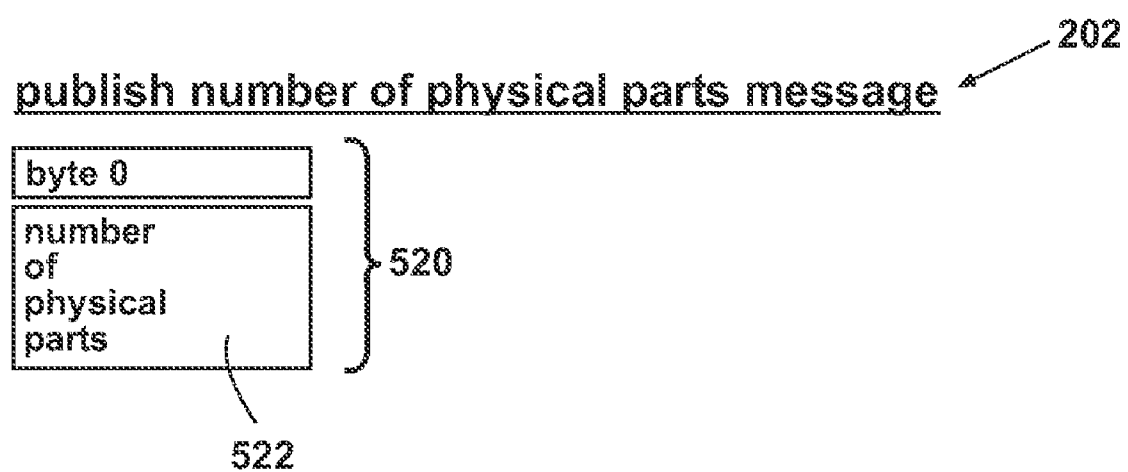 202
publish number of physical parts message
byte 0
number
of
physical
parts
520
522